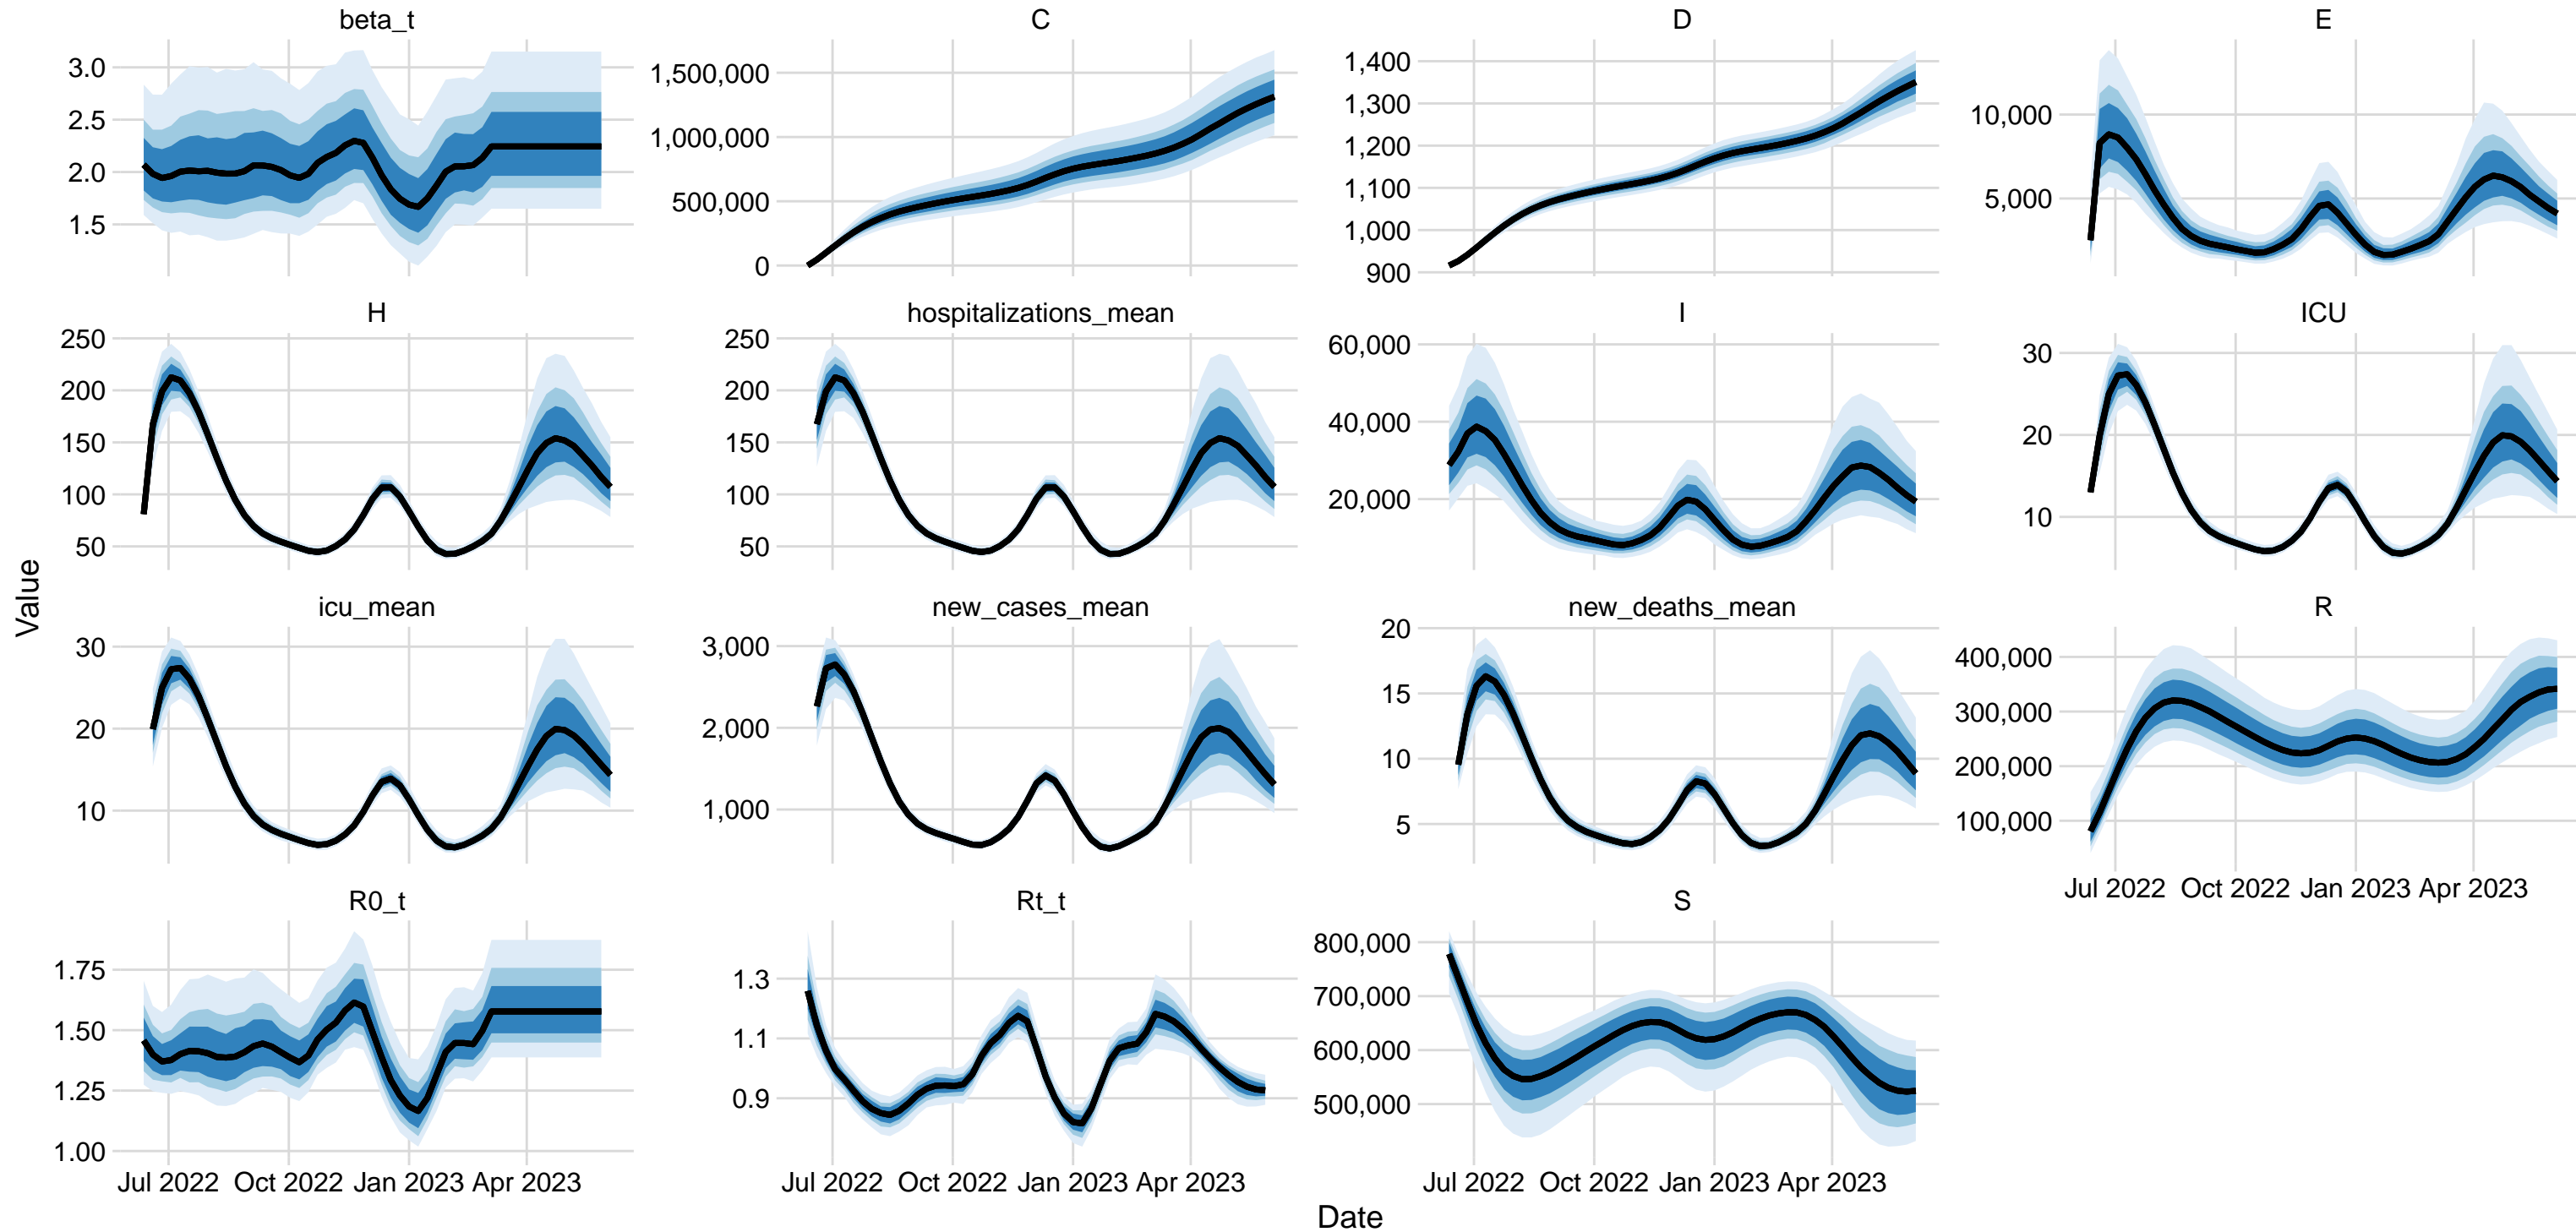 beta_t
3.0
2.5
2.0
1.5
C
1,500,000
1,000,000
500,000
0
D
1,400
1,300
1,200
1,100
1,000
900
E
10,000
5,000
H
250
200
150
100
50
hospitalizations_mean
250
200
150
100
50
I
60,000
40,000
20,000
ICU
30
20
10
Value
icu_mean
30
20
10
new_cases_mean
3,000
2,000
1,000
new_deaths_mean
20
15
10
5
R
400,000
300,000
200,000
100,000
Jul 2022 Oct 2022 Jan 2023 Apr 2023
R0_t
1.75
1.50
1.25
1.00
Jul 2022 Oct 2022 Jan 2023 Apr 2023
Rt_t
1.3
1.1
0.9
Jul 2022 Oct 2022 Jan 2023 Apr 2023
S
800,000
700,000
600,000
500,000
Jul 2022 Oct 2022 Jan 2023 Apr 2023
Date